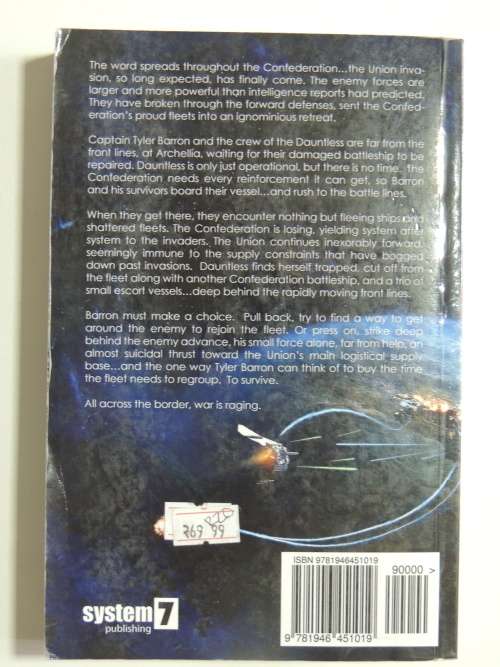 The word spreads throughout the Confederation...the Union inva-
sion, so long expected, has finally come. The enemy forces are
larger and more powerful than intelligence reports had predicted.
They have broken through the forward defenses, sent the Confed-
eration's proud fleets into an ignominious retreat.
Captain Tyler Barron and the crew of the Dauntless are far from the
front lines, at Archellia, waiting for their damaged battleship to be
repaired. Dauntless is only just operational, but there is no time. The
Confederation needs every reinforcement it can get, so Barron
and his survivors board their vessel...and rush to the battle lines.
When they get there, they encounter nothing but fleeing ships and
shattered fleets. The Confederation is losing, yielding system after
system to the invaders. The Union continues inexorably forward,
seemingly immune to the supply constraints that have bogged
down past invasions. Dauntless finds herself trapped, cut off from
the fleet along with another Confederation battleship, and a trio of
small escort vessels...deep behind the rapidly moving front lines.
Barron must make a choice. Pull back, try to find a way to get
around the enemy to rejoin the fleet. Or press on, strike deep
behind the enemy advance, his small force alone, far from help, an
almost suicidal thrust toward the Union's main logistical supply
base...and the one way Tyler Barron can think of to buy the time
the fleet needs to regroup. To survive.
All across the border, war is raging.
R20
R69 99
ISBN 9781946451019
90000 >
9 781946 451019
system 7
publishing